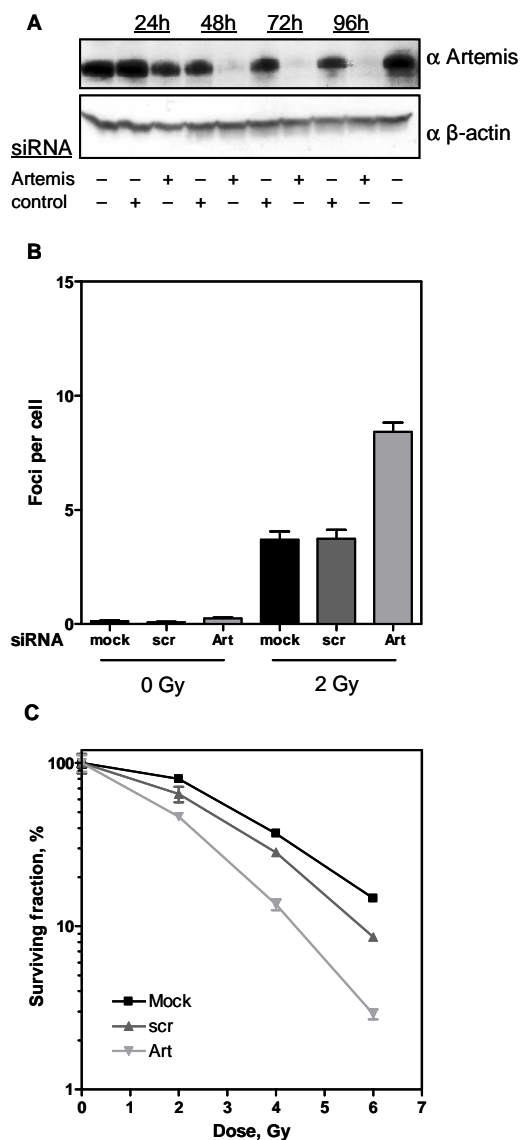 A
24h 48h 72h 96h
α Artemis
α β-actin
siRNA
Artemis – – + – + – + – + –
control – + – + – + – + – –
B
15
10
5
0
Foci per cell
siRNA mock scr Art mock scr Art
0 Gy 2 Gy
C
100
10
1
Surviving fraction, %
Mock
scr
Art
0 1 2 3 4 5 6 7
Dose, Gy